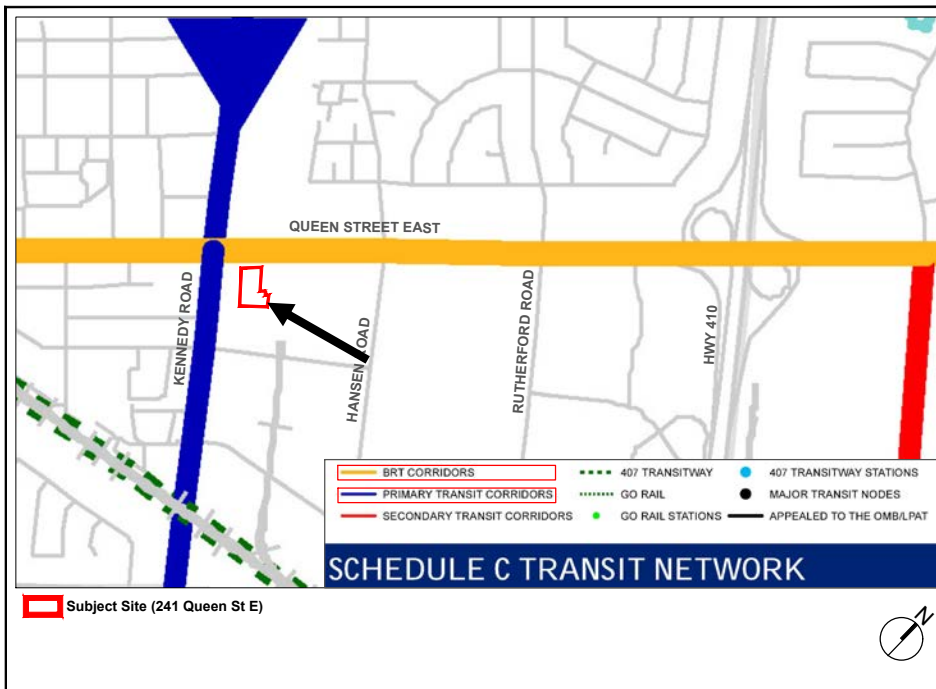 QUEEN STREET EAST
KENNEDY ROAD
HANSEN ROAD
RUTHERFORD ROAD
HWY 410
BRT CORRIDORS
407 TRANSITWAY
407 TRANSITWAY STATIONS
PRIMARY TRANSIT CORRIDORS
GO RAIL
MAJOR TRANSIT NODES
SECONDARY TRANSIT CORRIDORS
GO RAIL STATIONS
APPEALED TO THE OMB/LPAT
SCHEDULE C TRANSIT NETWORK
Subject Site (241 Queen St E)
N